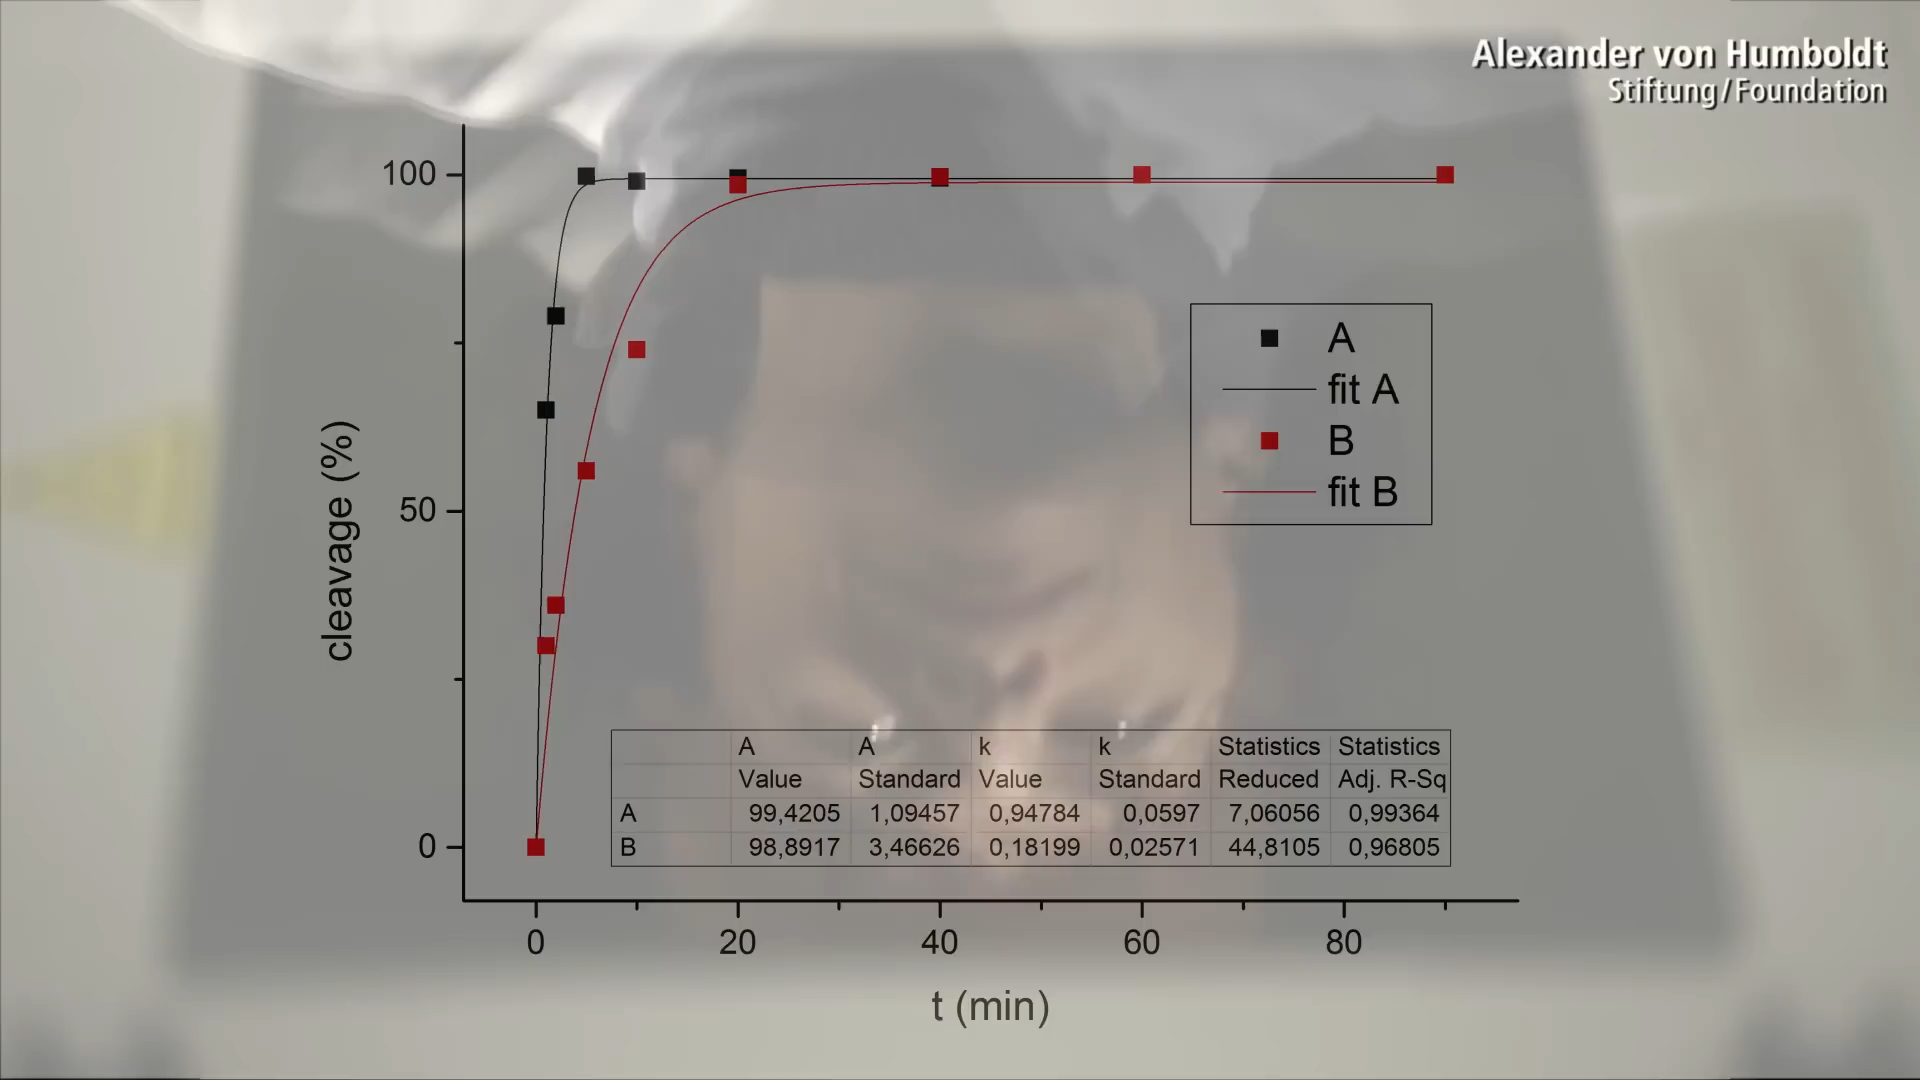 Alexander von Humboldt
Stiftung/Foundation
100
50
0
cleavage (%)
A
fit A
B
fit B
A A k k Statistics Statistics
Value Standard Value Standard Reduced Adj. R-Sq
A 99,4205 1,09457 0,94784 0,0597 7,06056 0,99364
B 98,8917 3,46626 0,18199 0,02571 44,8105 0,96805
0 20 40 60 80
t (min)